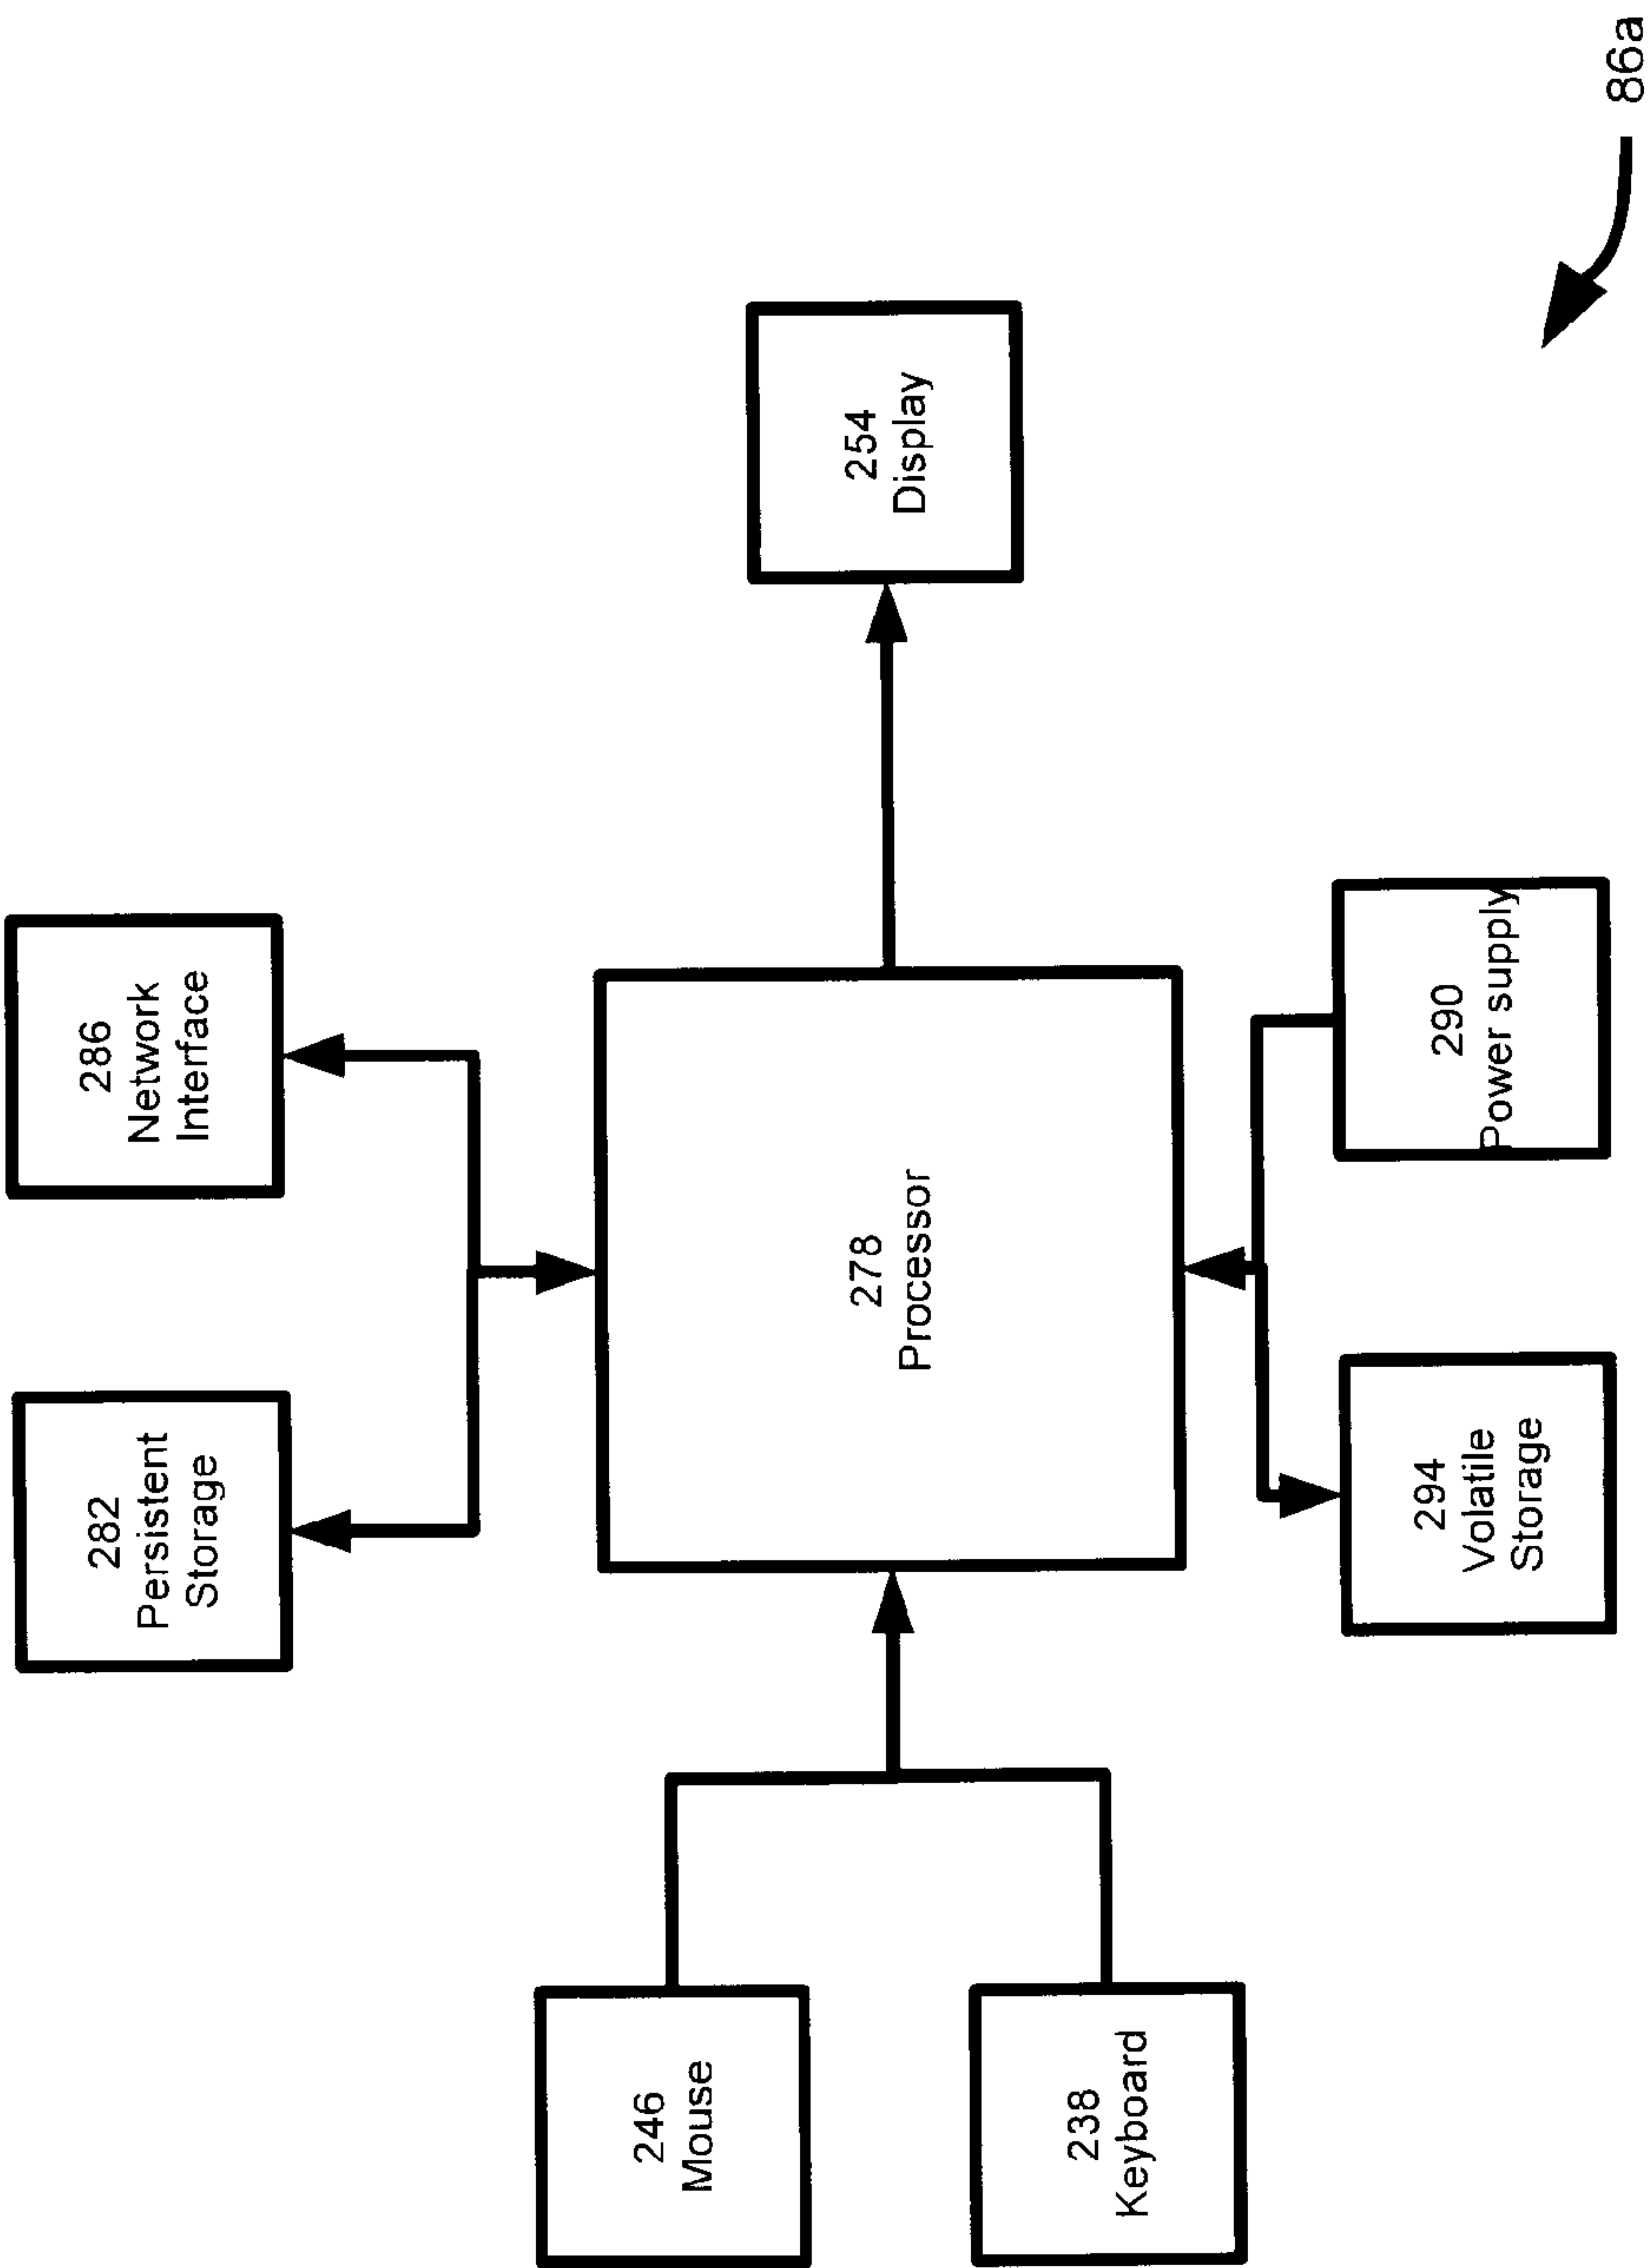 282
Persistent
Storage
286
Network
Interface
246
Mouse
278
Processor
254
Display
238
Keyboard
294
Volatile
Storage
290
Power supply
86a